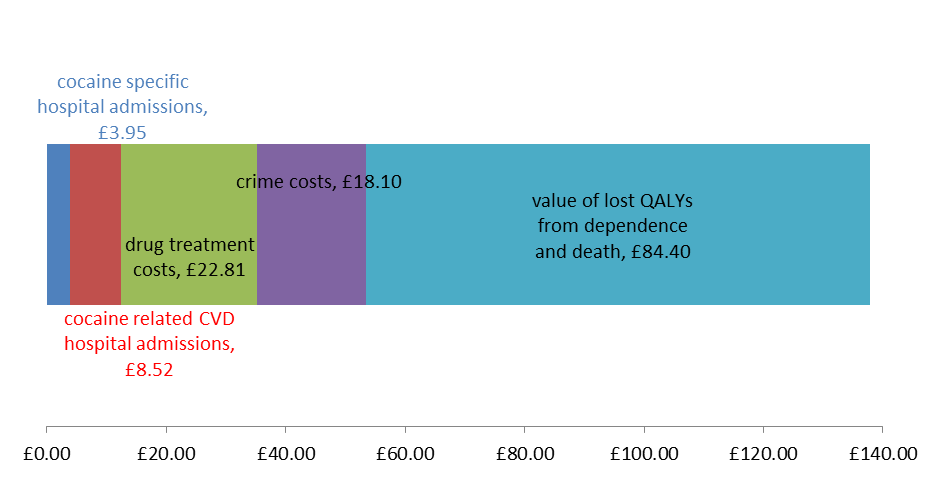 cocaine specific
hospital admissions,
£3.95
crime costs, £18.10
value of lost QALYs
from dependence
and death, £84.40
drug treatment
costs, £22.81
cocaine related CVD
hospital admissions,
£8.52
£0.00 £20.00 £40.00 £60.00 £80.00 £100.00 £120.00 £140.00